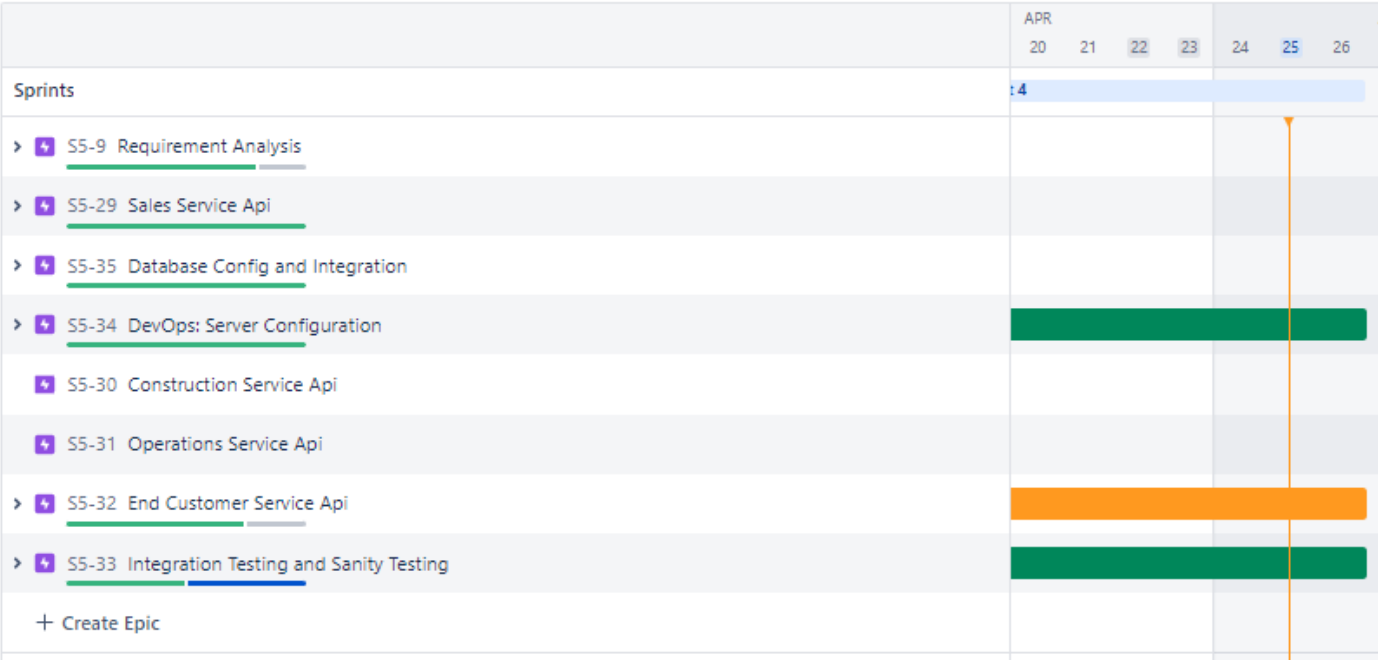 APR
20 21 22 23 24 25 26
Sprints
4
S5-9 Requirement Analysis
S5-29 Sales Service Api
S5-35 Database Config and Integration
S5-34 DevOps: Server Configuration
S5-30 Construction Service Api
S5-31 Operations Service Api
S5-32 End Customer Service Api
S5-33 Integration Testing and Sanity Testing
+ Create Epic